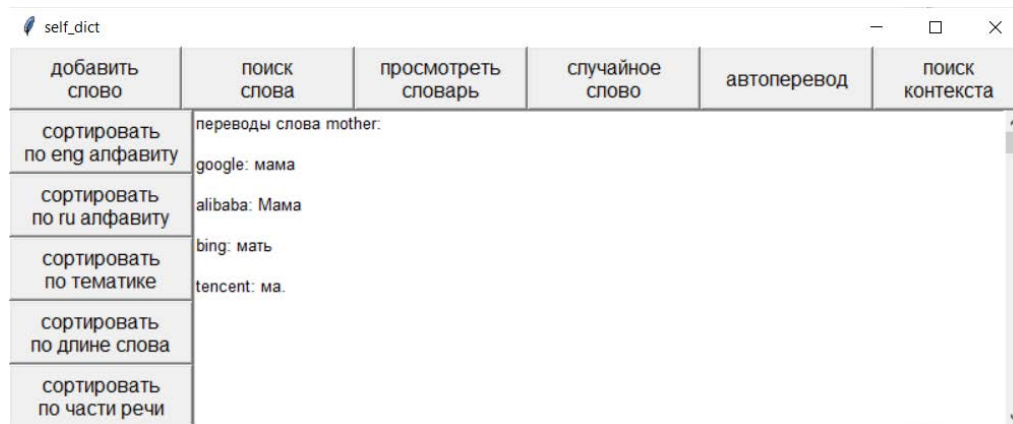 self_dict
добавить
слово
поиск
слова
просмотреть
словарь
случайное
слово
автоперевод
поиск
контекста
сортировать
по eng алфавиту
сортировать
по ru алфавиту
сортировать
по тематике
сортировать
по длине слова
сортировать
по части речи
переводы слова mother:
google: мама
alibaba: Мама
bing: мать
tencent: ма.